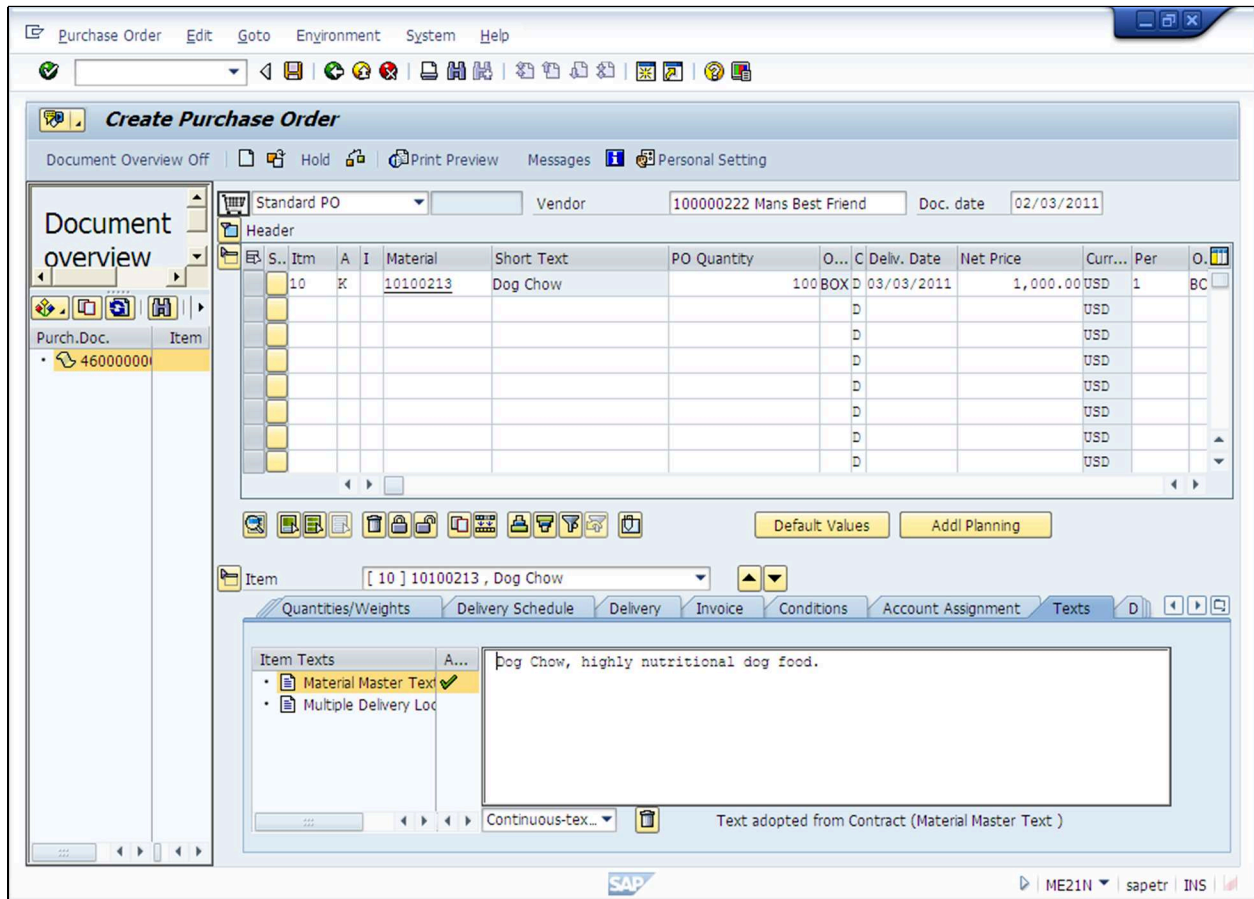 Purchase Order Edit Goto Environment System Help
Create Purchase Order
Document Overview Off Hold Print Preview Messages Personal Setting
Document overview
Standard PO Vendor 100000222 Mans Best Friend Doc. date 02/03/2011
Header
S.. Itm A I Material Short Text PO Quantity O... C Deliv. Date Net Price Curr... Per O.
10 K 10100213 Dog Chow 100 BOX D 03/03/2011 1,000.00 USD 1 BO
D USD
D USD
D USD
D USD
D USD
D USD
D USD
Purch.Doc. Item
46000000
Default Values Addl Planning
Item [ 10 ] 10100213 , Dog Chow
Quantities/Weights Delivery Schedule Delivery Invoice Conditions Account Assignment Texts D
Item Texts A...
Material Master Text
Multiple Delivery Loc
Dog Chow, highly nutritional dog food.
Continuous-tex... Text adopted from Contract (Material Master Text )
SAP ME21N sapetr INS